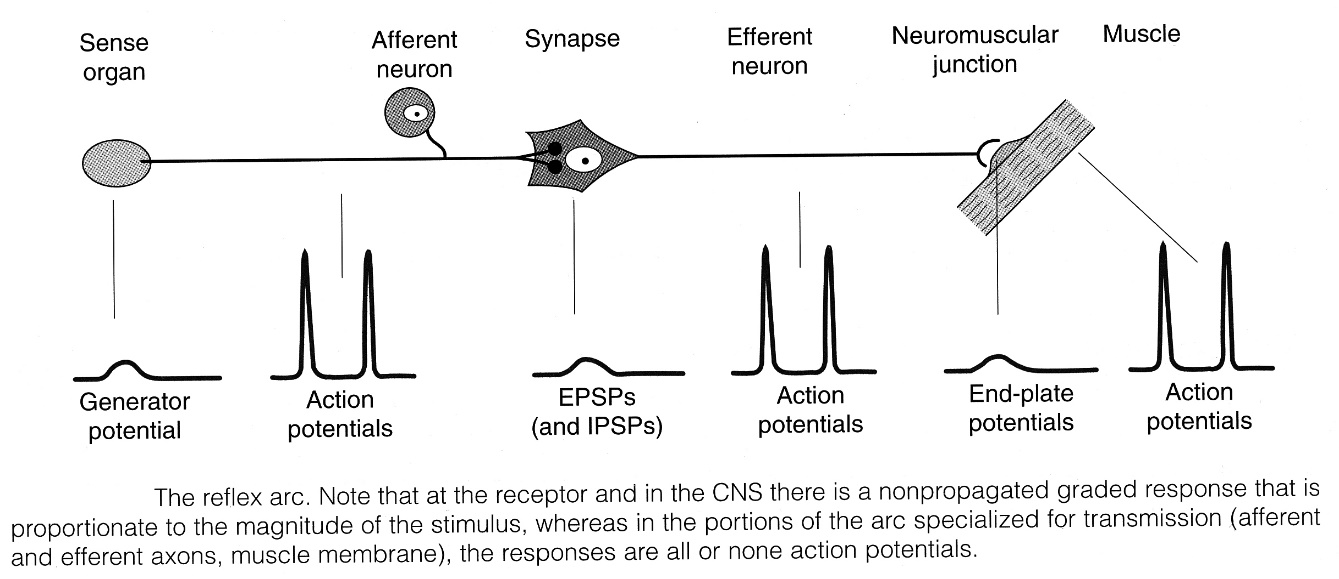 Sense organ
Afferent neuron
Synapse
Efferent neuron
Neuromuscular junction
Muscle
Generator potential
Action potentials
EPSPs (and IPSPs)
Action potentials
End-plate potentials
Action potentials
The reflex arc. Note that at the receptor and in the CNS there is a nonpropagated graded response that is
proportionate to the magnitude of the stimulus, whereas in the portions of the arc specialized for transmission (afferent
and efferent axons, muscle membrane), the responses are all or none action potentials.